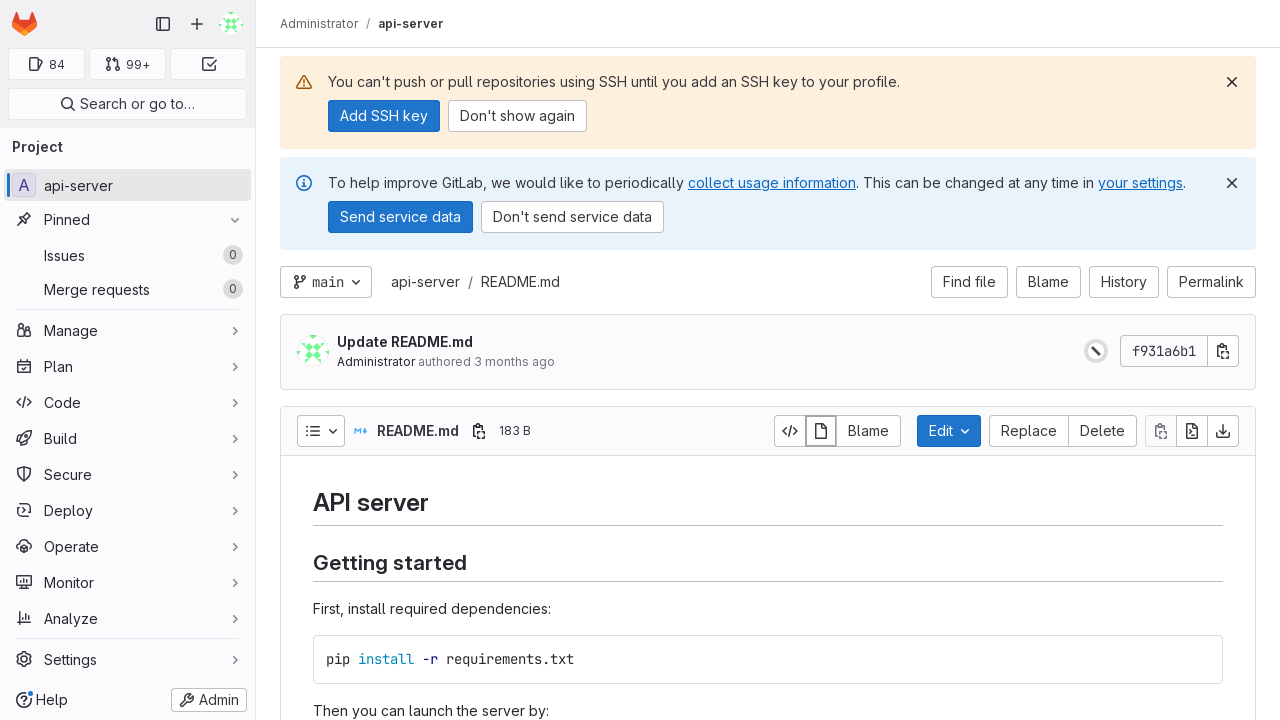 Administrator / api-server
84
99+
Search or go to…
Project
A api-server
Pinned
Issues 0
Merge requests 0
Manage
Plan
Code
Build
Secure
Deploy
Operate
Monitor
Analyze
Settings
Help
Admin
You can't push or pull repositories using SSH until you add an SSH key to your profile.
Add SSH key
Don't show again
To help improve GitLab, we would like to periodically collect usage information. This can be changed at any time in your settings.
Send service data
Don't send service data
main
api-server / README.md
Find file
Blame
History
Permalink
Update README.md
Administrator authored 3 months ago
f931a6b1
README.md
183 B
Blame
Edit
Replace
Delete
API server
Getting started
First, install required dependencies:
pip install -r requirements.txt
Then you can launch the server by: